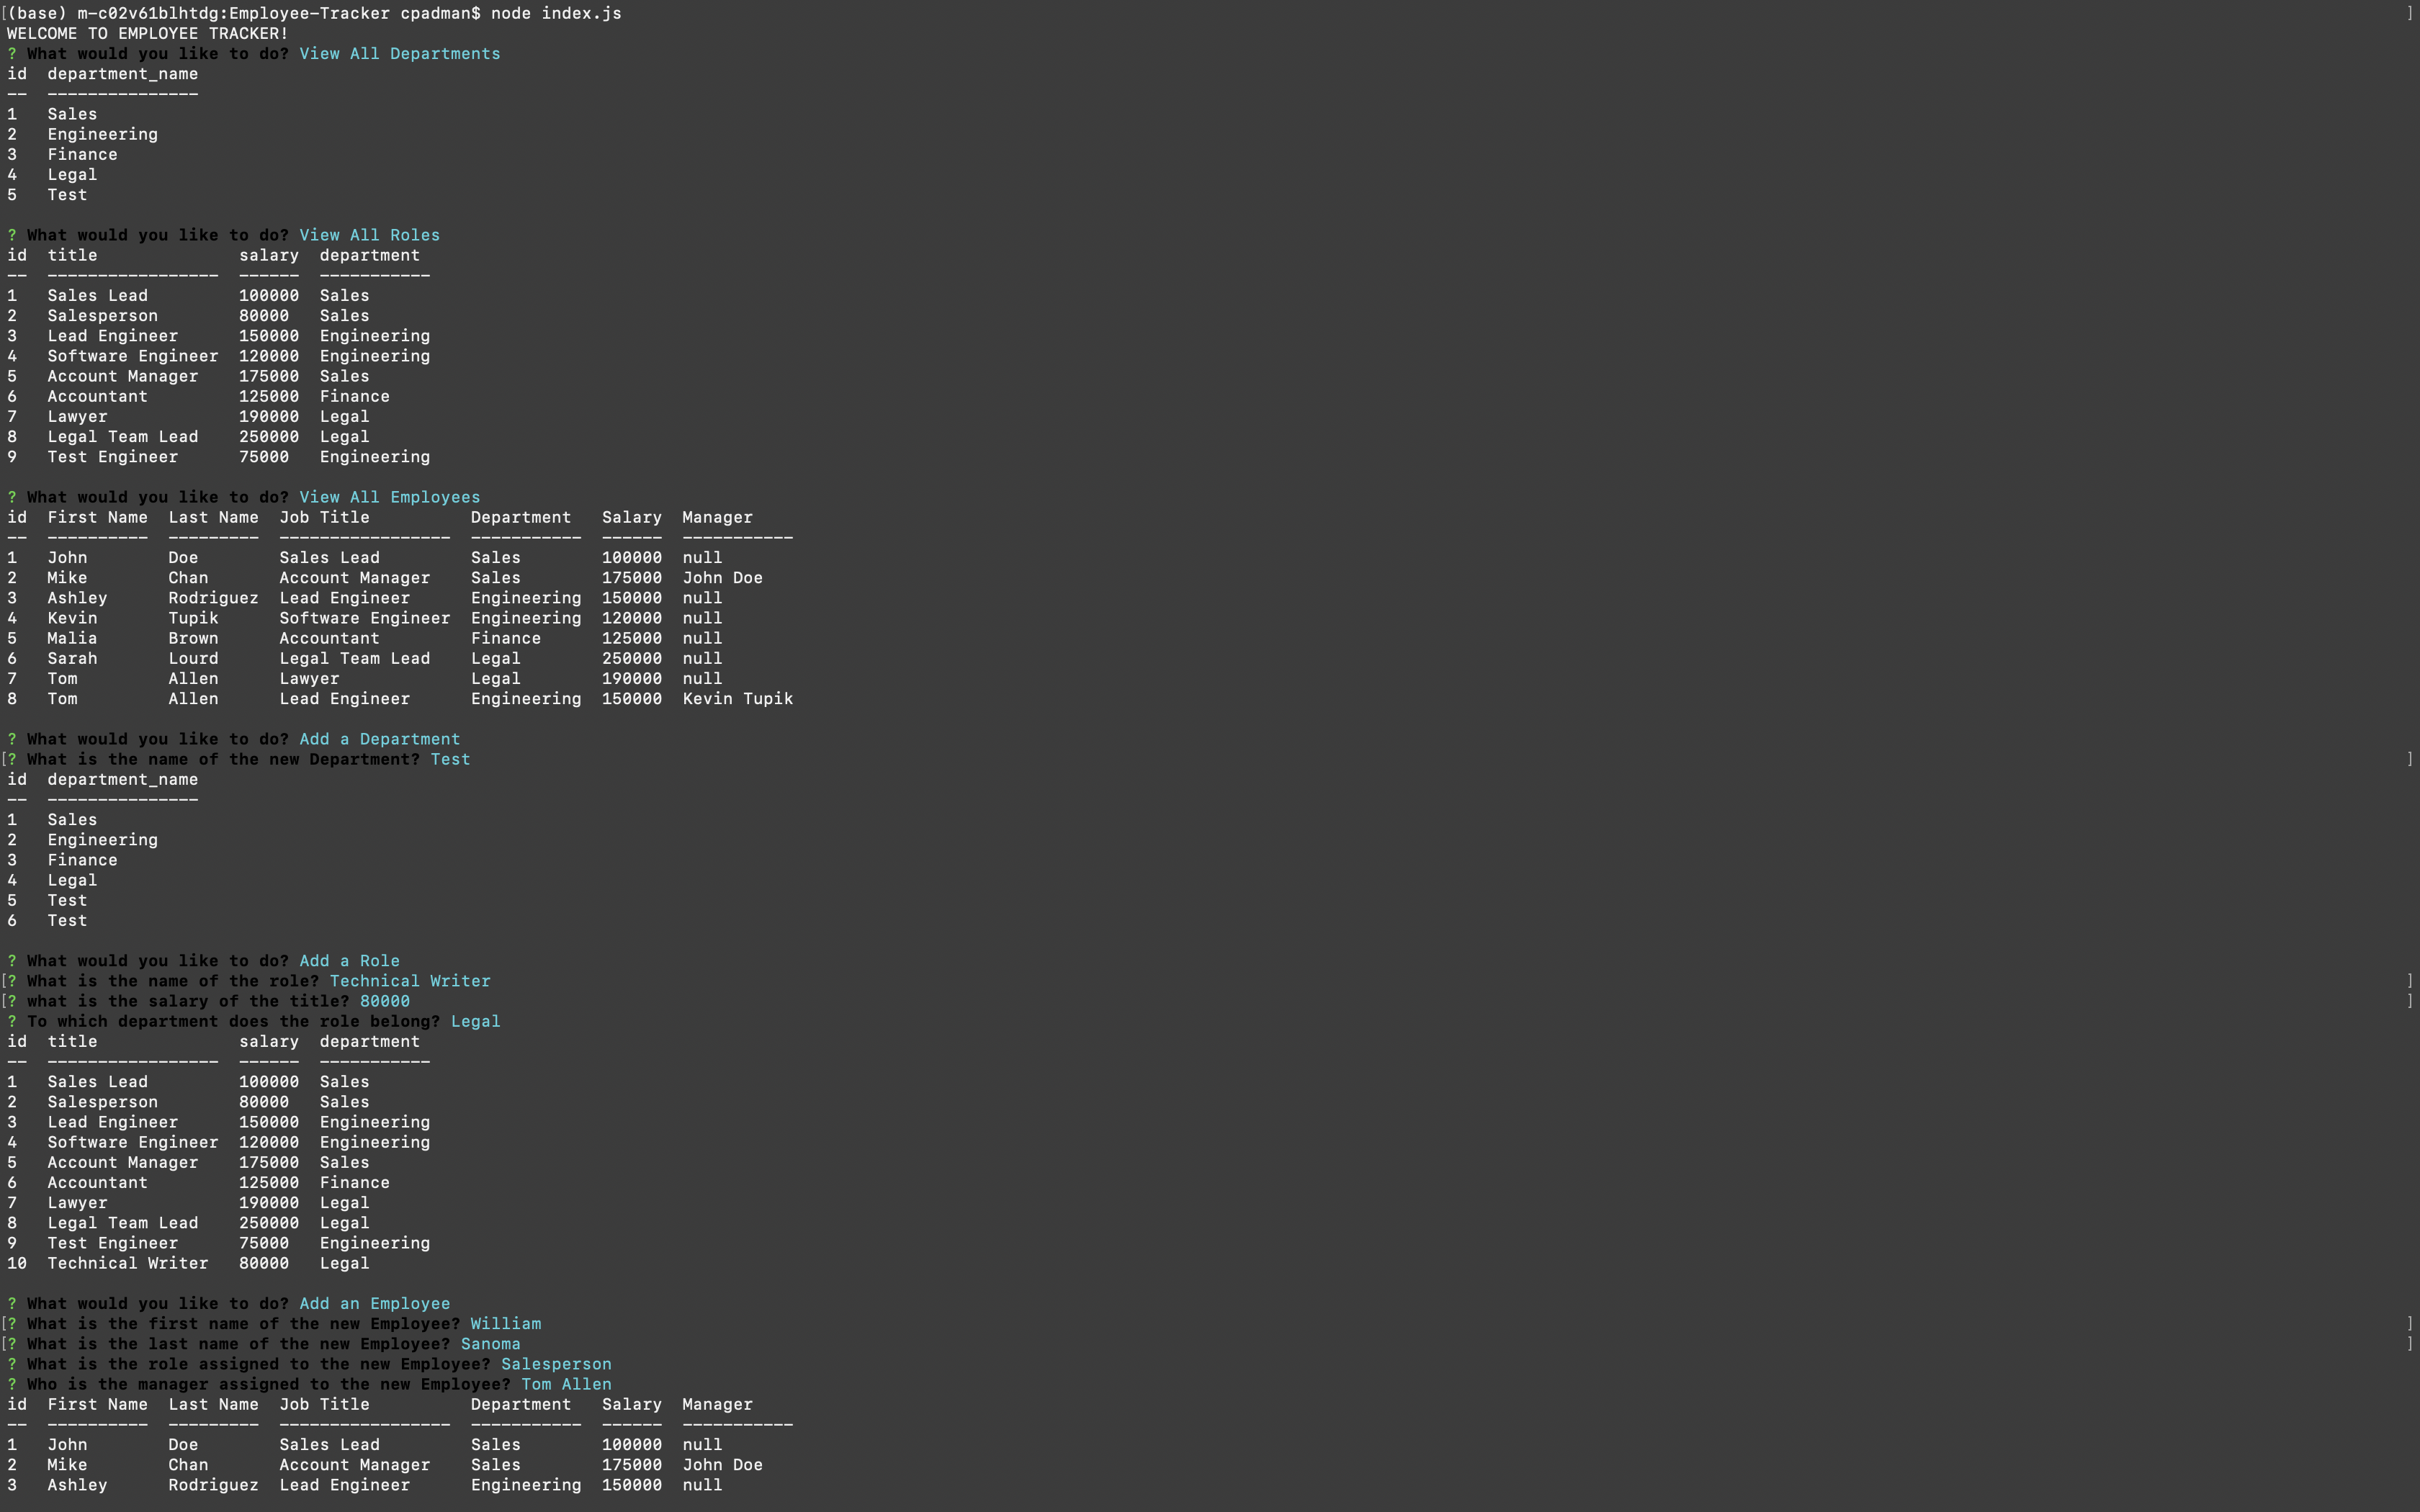 [(base) m-c02v61blhtdg:Employee-Tracker cpadman$ node index.js ]
WELCOME TO EMPLOYEE TRACKER!
? What would you like to do? View All Departments
id  department_name
--  ---------------
1   Sales
2   Engineering
3   Finance
4   Legal
5   Test

? What would you like to do? View All Roles
id  title              salary  department
--  -----------------  ------  -----------
1   Sales Lead         100000  Sales
2   Salesperson        80000   Sales
3   Lead Engineer      150000  Engineering
4   Software Engineer  120000  Engineering
5   Account Manager    175000  Sales
6   Accountant         125000  Finance
7   Lawyer             190000  Legal
8   Legal Team Lead    250000  Legal
9   Test Engineer      75000   Engineering

? What would you like to do? View All Employees
id  First Name  Last Name  Job Title          Department   Salary  Manager
--  ----------  ---------  -----------------  -----------  ------  -----------
1   John        Doe        Sales Lead         Sales        100000  null
2   Mike        Chan       Account Manager    Sales        175000  John Doe
3   Ashley      Rodriguez  Lead Engineer      Engineering  150000  null
4   Kevin       Tupik      Software Engineer  Engineering  120000  null
5   Malia       Brown      Accountant         Finance      125000  null
6   Sarah       Lourd      Legal Team Lead    Legal        250000  null
7   Tom         Allen      Lawyer             Legal        190000  null
8   Tom         Allen      Lead Engineer      Engineering  150000  Kevin Tupik

? What would you like to do? Add a Department
[? What is the name of the new Department? Test ]
id  department_name
--  ---------------
1   Sales
2   Engineering
3   Finance
4   Legal
5   Test
6   Test

? What would you like to do? Add a Role
[? What is the name of the role? Technical Writer ]
[? what is the salary of the title? 80000 ]
? To which department does the role belong? Legal
id  title              salary  department
--  -----------------  ------  -----------
1   Sales Lead         100000  Sales
2   Salesperson        80000   Sales
3   Lead Engineer      150000  Engineering
4   Software Engineer  120000  Engineering
5   Account Manager    175000  Sales
6   Accountant         125000  Finance
7   Lawyer             190000  Legal
8   Legal Team Lead    250000  Legal
9   Test Engineer      75000   Engineering
10  Technical Writer   80000   Legal

? What would you like to do? Add an Employee
[? What is the first name of the new Employee? William ]
[? What is the last name of the new Employee? Sanoma ]
? What is the role assigned to the new Employee? Salesperson
? Who is the manager assigned to the new Employee? Tom Allen
id  First Name  Last Name  Job Title          Department   Salary  Manager
--  ----------  ---------  -----------------  -----------  ------  -----------
1   John        Doe        Sales Lead         Sales        100000  null
2   Mike        Chan       Account Manager    Sales        175000  John Doe
3   Ashley      Rodriguez  Lead Engineer      Engineering  150000  null